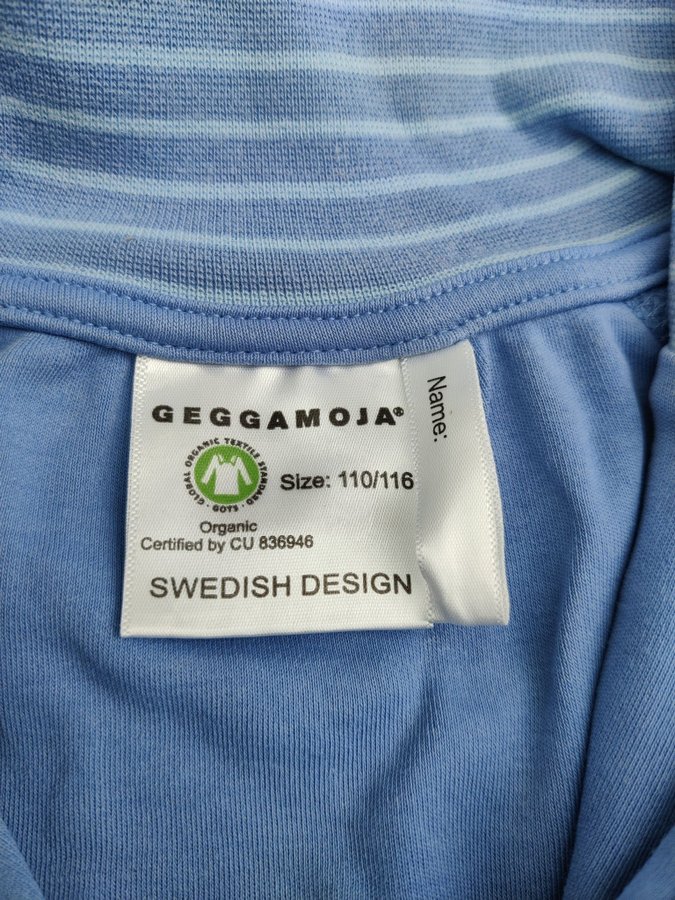 GEGGAMOJA®
GLOBAL ORGANIC TEXTILE STANDARD · GOTS ·
Size: 110/116
Organic
Certified by CU 836946
SWEDISH DESIGN
Name: